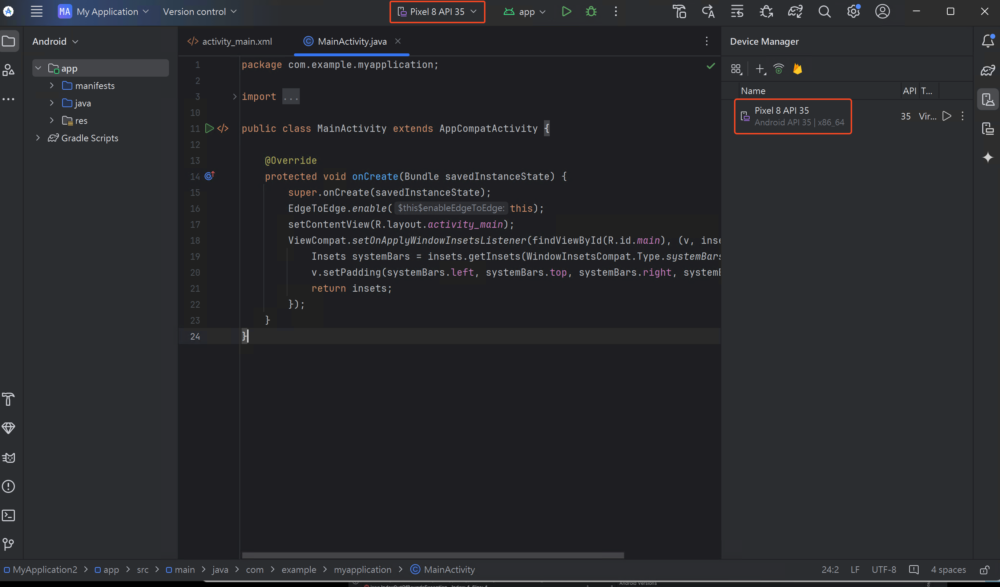 MA My Application Version control Pixel 8 API 35 app
Android
app
manifests
java
res
Gradle Scripts
activity_main.xml MainActivity.java
1 package com.example.myapplication;
2
3 import ...
10
11 public class MainActivity extends AppCompatActivity {
12
13 @Override
14 protected void onCreate(Bundle savedInstanceState) {
15 super.onCreate(savedInstanceState);
16 EdgeToEdge.enable( $this$enableEdgeToEdge: this);
17 setContentView(R.layout.activity_main);
18 ViewCompat.setOnApplyWindowInsetsListener(findViewById(R.id.main), (v, inse
19 Insets systemBars = insets.getInsets(WindowInsetsCompat.Type.systemBars
20 v.setPadding(systemBars.left, systemBars.top, systemBars.right, system
21 return insets;
22 });
23 }
24 }
Device Manager
Name API T...
Pixel 8 API 35 35 Vir...
Android API 35 | x86_64
MyApplication2 > app > src > main > java > com > example > myapplication > MainActivity
24:2 LF UTF-8 4 spaces
Android Versions